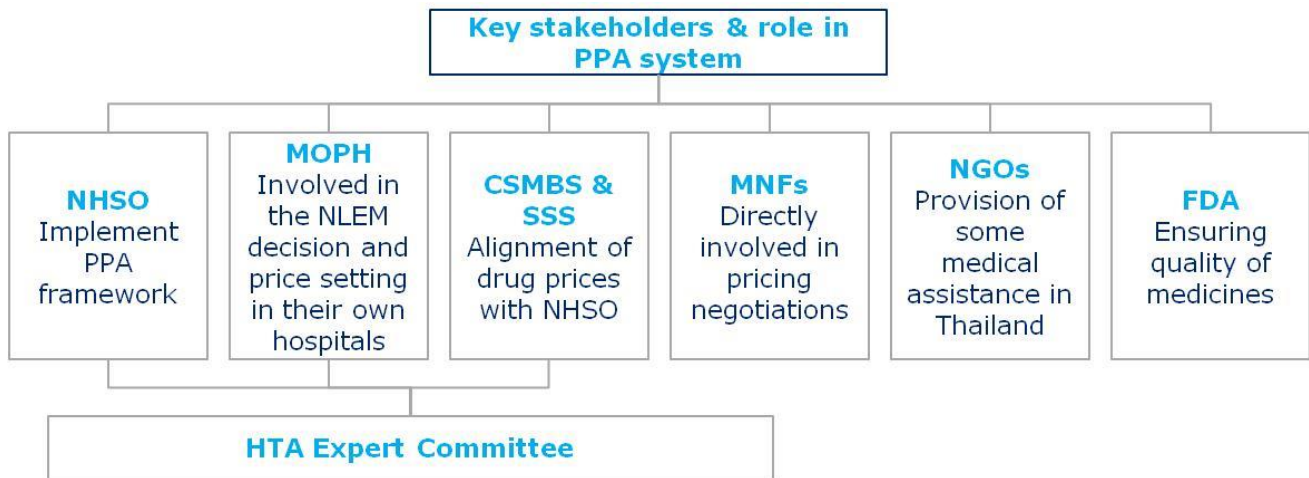 Key stakeholders & role in
PPA system
NHSO
Implement
PPA
framework
MOPH
Involved in
the NLEM
decision and
price setting
in their own
hospitals
CSMBS &
SSS
Alignment of
drug prices
with NHSO
MNFs
Directly
involved in
pricing
negotiations
NGOs
Provision of
some
medical
assistance in
Thailand
FDA
Ensuring
quality of
medicines
HTA Expert Committee